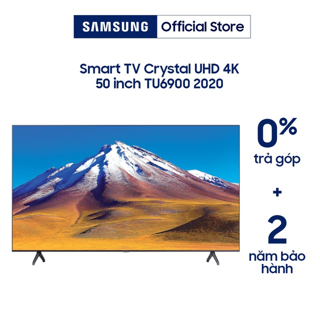 SAMSUNG Official Store
Smart TV Crystal UHD 4K
50 inch TU6900 2020
0%
trả góp
+
2
năm bảo
hành